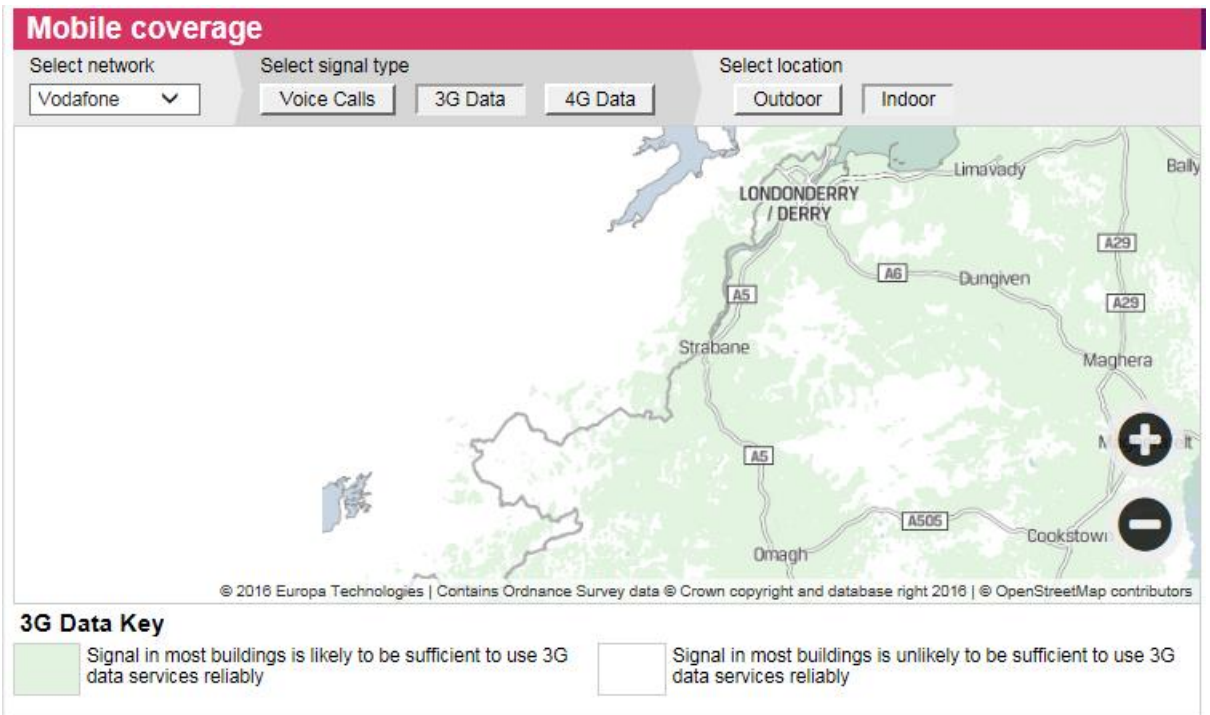 Mobile coverage
Select network
Select signal type
Select location
Vodafone
Voice Calls
3G Data
4G Data
Outdoor
Indoor
Limavady
Bally
LONDONDERRY
/ DERRY
A29
A6
Dungiven
A5
A29
Strabane
Maghera
A5
A505
Cookstown
Omagh
© 2016 Europa Technologies | Contains Ordnance Survey data © Crown copyright and database right 2016 | © OpenStreetMap contributors
3G Data Key
Signal in most buildings is likely to be sufficient to use 3G
data services reliably
Signal in most buildings is unlikely to be sufficient to use 3G
data services reliably